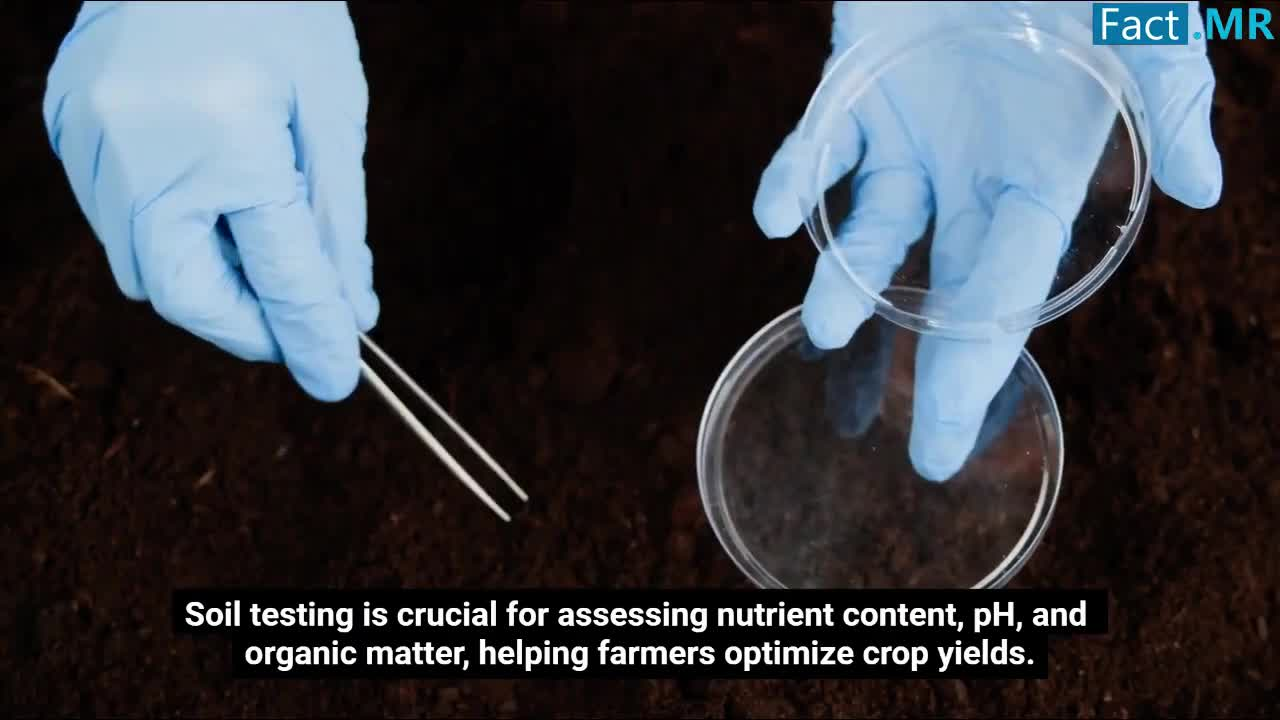 Fact.MR
Soil testing is crucial for assessing nutrient content, pH, and
organic matter, helping farmers optimize crop yields.